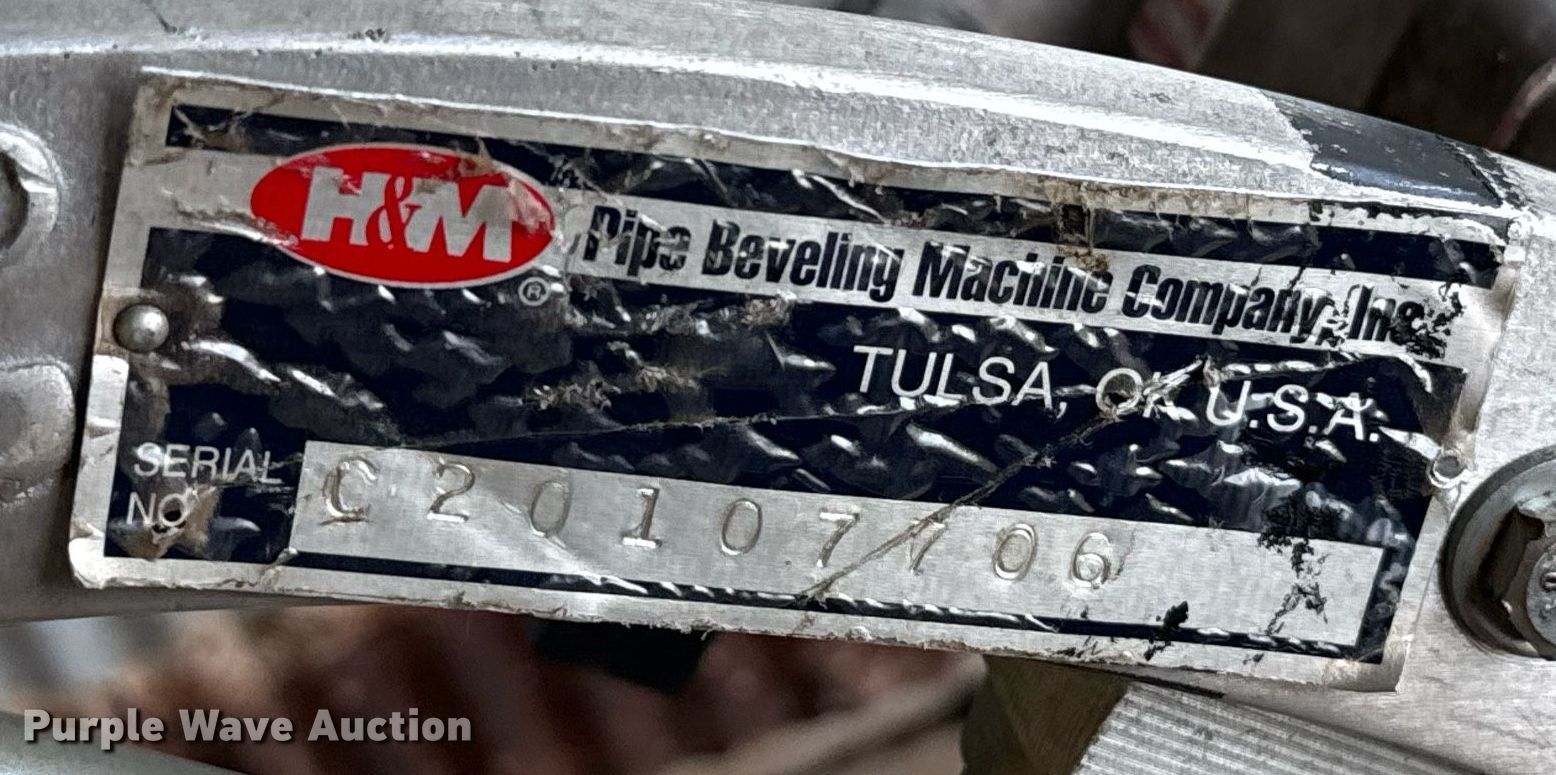 H&M ®
Pipe Beveling Machine Company, Inc.
TULSA, OK U.S.A.
SERIAL
NO
C20107706
Purple Wave Auction